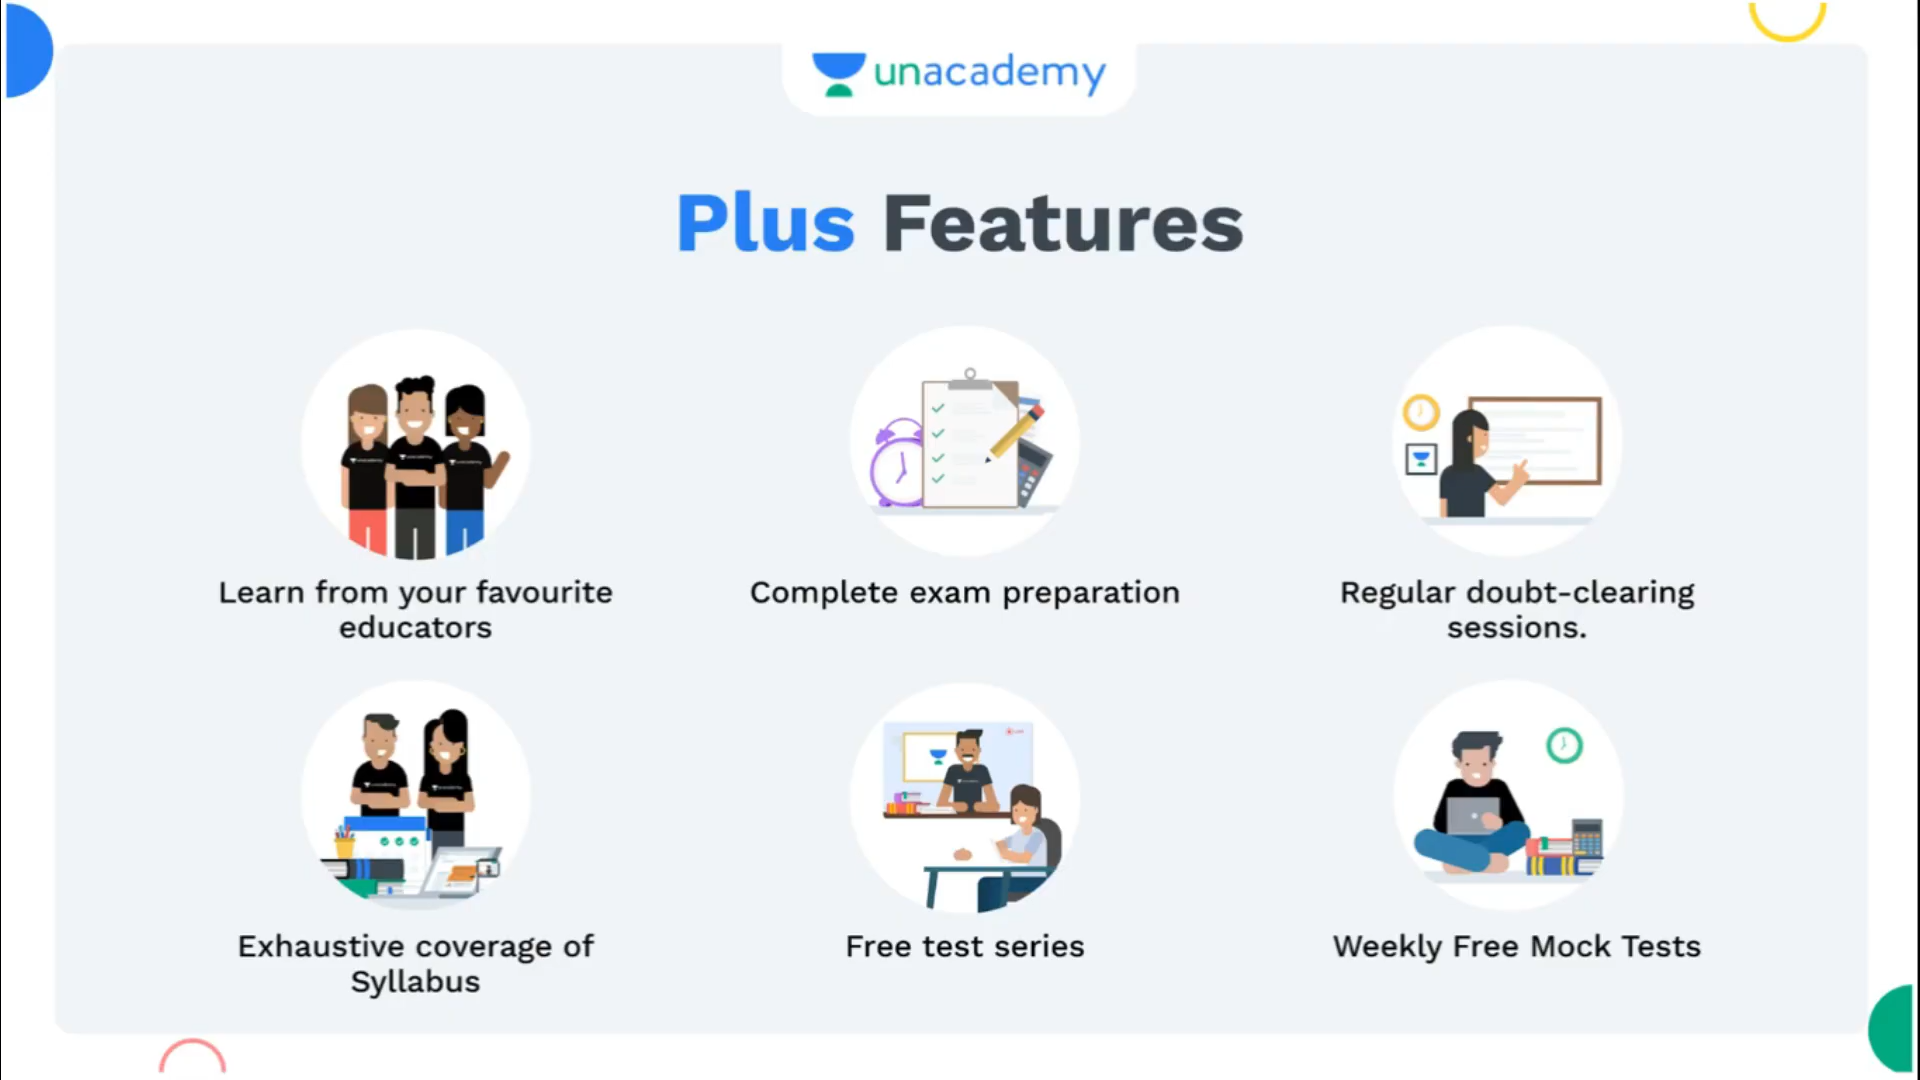 unacademy
Plus Features
Learn from your favourite
educators
Complete exam preparation
Regular doubt-clearing
sessions.
Exhaustive coverage of
Syllabus
Free test series
Weekly Free Mock Tests